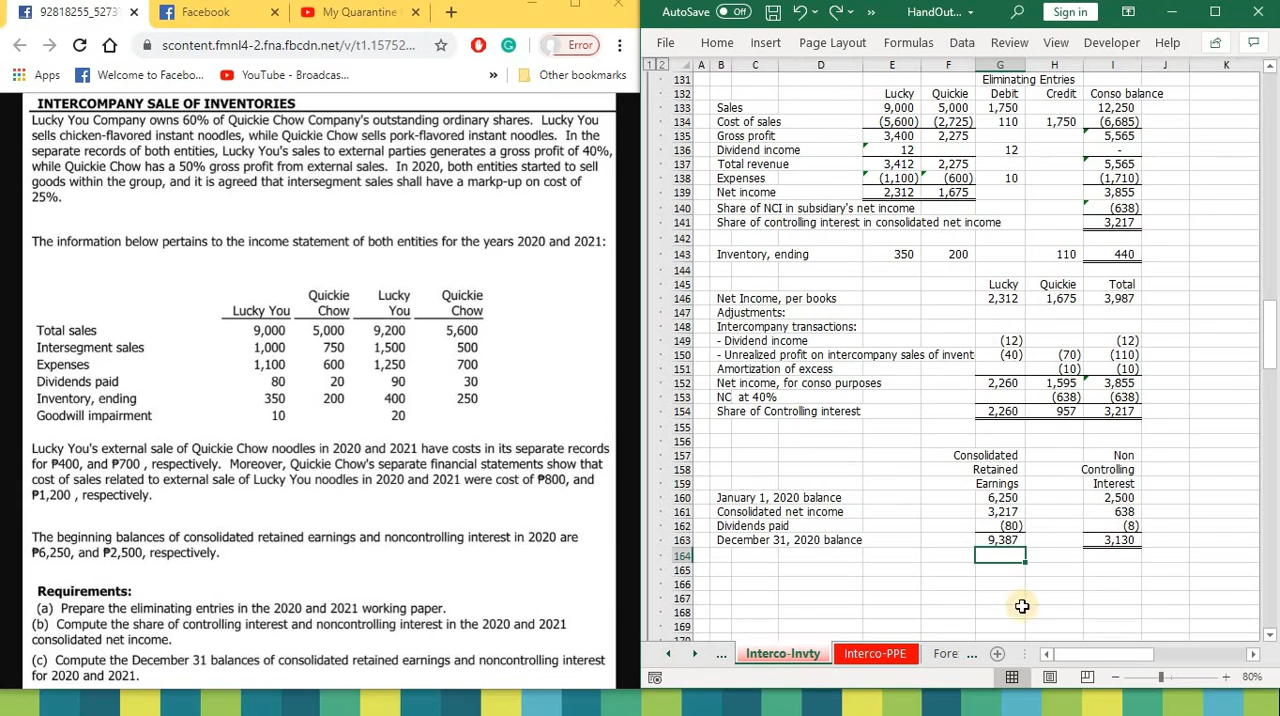 92818255_5273
Facebook
My Quarantine
scontent.fmnl4-2.fna.fbcdn.net/v/t1.15752...
Error
Apps
Welcome to Facebo...
YouTube - Broadcas...
»
Other bookmarks
INTERCOMPANY SALE OF INVENTORIES
Lucky You Company owns 60% of Quickie Chow Company's outstanding ordinary shares. Lucky You
sells chicken-flavored instant noodles, while Quickie Chow sells pork-flavored instant noodles. In the
separate records of both entities, Lucky You's sales to external parties generates a gross profit of 40%,
while Quickie Chow has a 50% gross profit from external sales. In 2020, both entities started to sell
goods within the group, and it is agreed that intersegment sales shall have a markp-up on cost of
25%.
The information below pertains to the income statement of both entities for the years 2020 and 2021:
Quickie Lucky Quickie
Lucky You Chow You Chow
Total sales 9,000 5,000 9,200 5,600
Intersegment sales 1,000 750 1,500 500
Expenses 1,100 600 1,250 700
Dividends paid 80 20 90 30
Inventory, ending 350 200 400 250
Goodwill impairment 10 20
Lucky You's external sale of Quickie Chow noodles in 2020 and 2021 have costs in its separate records
for ₱400, and ₱700 , respectively. Moreover, Quickie Chow's separate financial statements show that
cost of sales related to external sale of Lucky You noodles in 2020 and 2021 were cost of ₱800, and
₱1,200 , respectively.
The beginning balances of consolidated retained earnings and noncontrolling interest in 2020 are
₱6,250, and ₱2,500, respectively.
Requirements:
(a) Prepare the eliminating entries in the 2020 and 2021 working paper.
(b) Compute the share of controlling interest and noncontrolling interest in the 2020 and 2021
consolidated net income.
(c) Compute the December 31 balances of consolidated retained earnings and noncontrolling interest
for 2020 and 2021.
AutoSave Off HandOut... Sign in
File Home Insert Page Layout Formulas Data Review View Developer Help
1 2 A B C D E F G H I J K
131 Eliminating Entries
132 Lucky Quickie Debit Credit Conso balance
133 Sales 9,000 5,000 1,750 12,250
134 Cost of sales (5,600) (2,725) 110 1,750 (6,685)
135 Gross profit 3,400 2,275 5,565
136 Dividend income 12 12 -
137 Total revenue 3,412 2,275 5,565
138 Expenses (1,100) (600) 10 (1,710)
139 Net income 2,312 1,675 3,855
140 Share of NCI in subsidiary's net income (638)
141 Share of controlling interest in consolidated net income 3,217
142
143 Inventory, ending 350 200 110 440
144
145 Lucky Quickie Total
146 Net Income, per books 2,312 1,675 3,987
147 Adjustments:
148 Intercompany transactions:
149 - Dividend income (12) (12)
150 - Unrealized profit on intercompany sales of invent (40) (70) (110)
151 Amortization of excess (10) (10)
152 Net income, for conso purposes 2,260 1,595 3,855
153 NC at 40% (638) (638)
154 Share of Controlling interest 2,260 957 3,217
155
156
157 Consolidated Non
158 Retained Controlling
159 Earnings Interest
160 January 1, 2020 balance 6,250 2,500
161 Consolidated net income 3,217 638
162 Dividends paid (80) (8)
163 December 31, 2020 balance 9,387 3,130
164
165
166
167
168
169
... Interco-Invty Interco-PPE Fore ...
80%